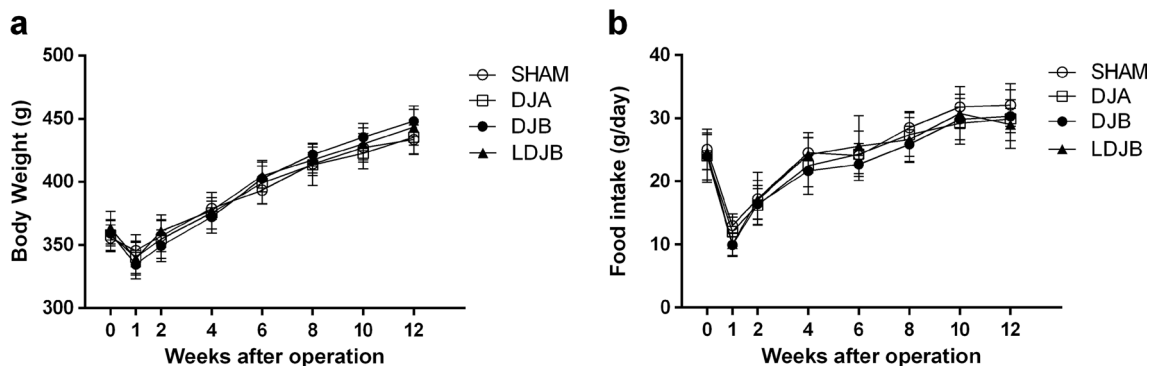 a
Body Weight (g)
500
450
400
350
300
0 1 2 4 6 8 10 12
Weeks after operation
SHAM
DJA
DJB
LDJB
b
Food intake (g/day)
40
30
20
10
0
0 1 2 4 6 8 10 12
Weeks after operation
SHAM
DJA
DJB
LDJB